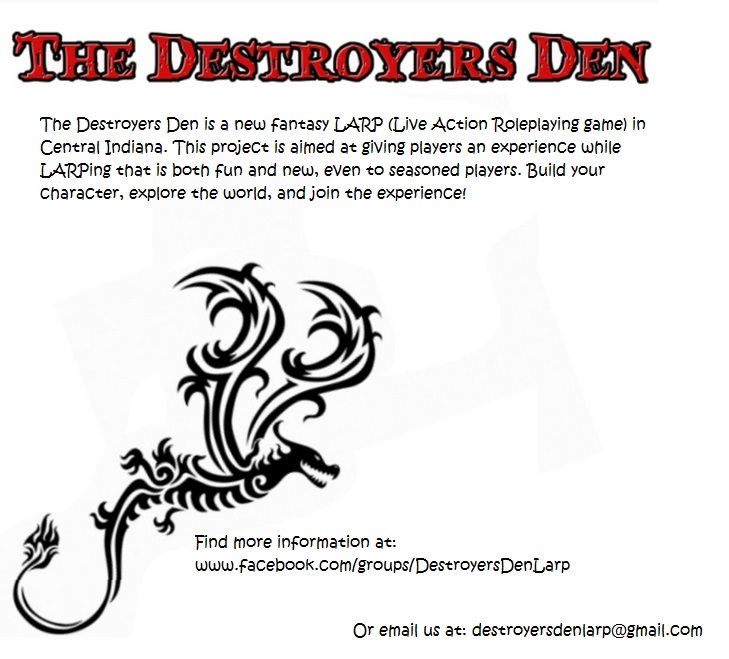 The Destroyers Den
The Destroyers Den is a new fantasy LARP (Live Action Roleplaying game) in
Central Indiana. This project is aimed at giving players an experience while
LARPing that is both fun and new, even to seasoned players. Build your
character, explore the world, and join the experience!
Find more information at:
www.facebook.com/groups/DestroyersDenLarp
Or email us at: destroyersdenlarp@gmail.com